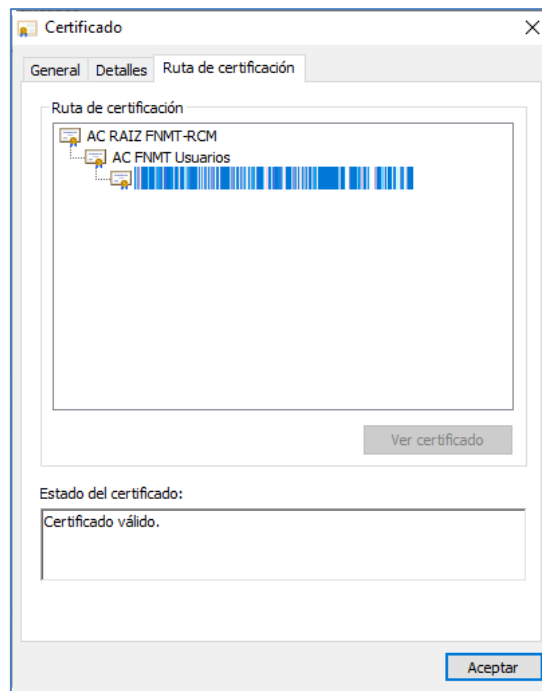 Certificado
General Detalles Ruta de certificación
Ruta de certificación
AC RAIZ FNMT-RCM
AC FNMT Usuarios
Ver certificado
Estado del certificado:
Certificado válido.
Aceptar